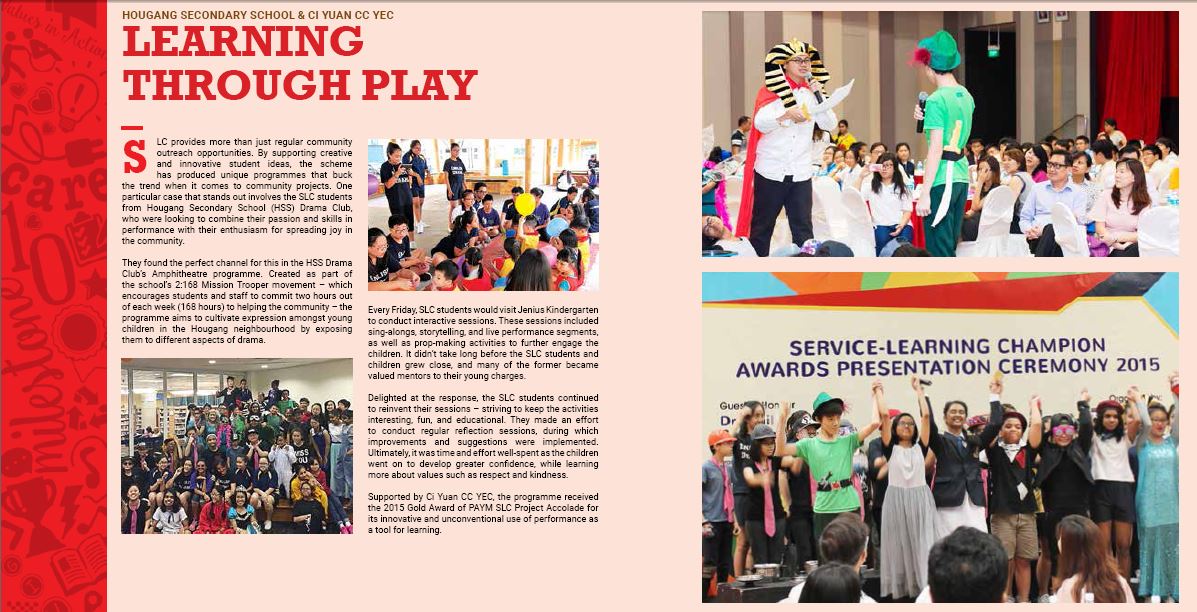 Values in Action
care
milestone
HOUGANG SECONDARY SCHOOL & CI YUAN CC YEC
LEARNING
THROUGH PLAY
SLC provides more than just regular community
outreach opportunities. By supporting creative
and innovative student ideas, the scheme
has produced unique programmes that buck
the trend when it comes to community projects. One
particular case that stands out involves the SLC students
from Hougang Secondary School (HSS) Drama Club,
who were looking to combine their passion and skills in
performance with their enthusiasm for spreading joy in
the community.
They found the perfect channel for this in the HSS Drama
Club's Amphitheatre programme. Created as part of
the school's 2:168 Mission Trooper movement – which
encourages students and staff to commit two hours out
of each week (168 hours) to helping the community – the
programme aims to cultivate expression amongst young
children in the Hougang neighbourhood by exposing
them to different aspects of drama.
Every Friday, SLC students would visit Jenius Kindergarten
to conduct interactive sessions. These sessions included
sing-alongs, storytelling, and live performance segments,
as well as prop-making activities to further engage the
children. It didn't take long before the SLC students and
children grew close, and many of the former became
valued mentors to their young charges.
Delighted at the response, the SLC students continued
to reinvent their sessions – striving to keep the activities
interesting, fun, and educational. They made an effort
to conduct regular reflection sessions, during which
improvements and suggestions were implemented.
Ultimately, it was time and effort well-spent as the children
went on to develop greater confidence, while learning
more about values such as respect and kindness.
Supported by Ci Yuan CC YEC, the programme received
the 2015 Gold Award of PAYM SLC Project Accolade for
its innovative and unconventional use of performance as
a tool for learning.
SERVICE-LEARNING CHAMPION
AWARDS PRESENTATION CEREMONY 2015